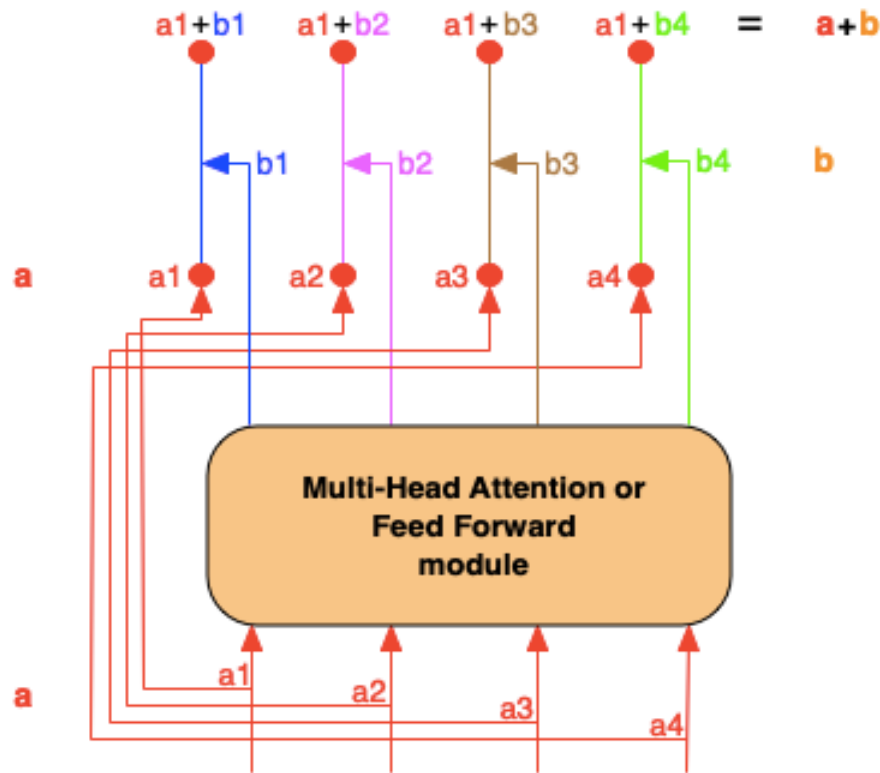 a1+b1 a1+b2 a1+b3 a1+b4 = a+b
b1 b2 b3 b4 b
a a1 a2 a3 a4
Multi-Head Attention or
Feed Forward
module
a a1 a2 a3 a4